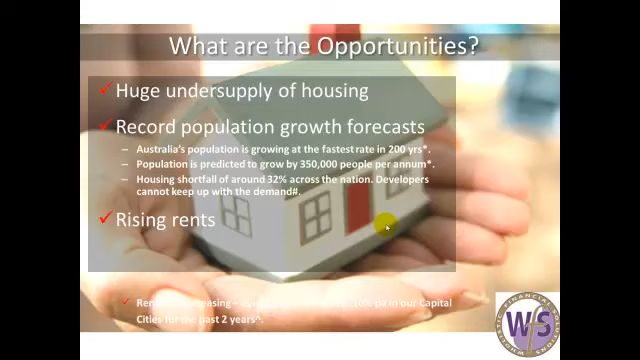 What are the Opportunities?
✓ Huge undersupply of housing
✓ Record population growth forecasts
– Australia's population is growing at the fastest rate in 200 yrs*.
– Population is predicted to grow by 350,000 people per annum*.
– Housing shortfall of around 32% across the nation. Developers
cannot keep up with the demand#.
✓ Rising rents
10% pa in our Capital
Cities for the past 2 years^.
WFS